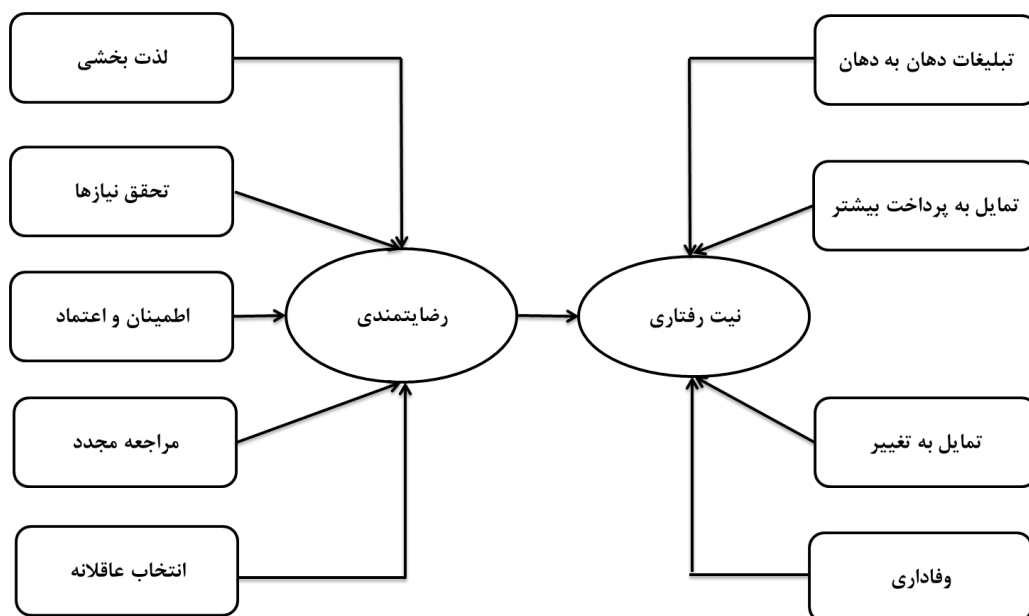 لذت بخشی
تحقق نیازها
اطمینان و اعتماد
مراجعه مجدد
انتخاب عاقلانه
رضایتمندی
نیت رفتاری
تبلیغات دهان به دهان
تمایل به پرداخت بیشتر
تمایل به تغییر
وفاداری